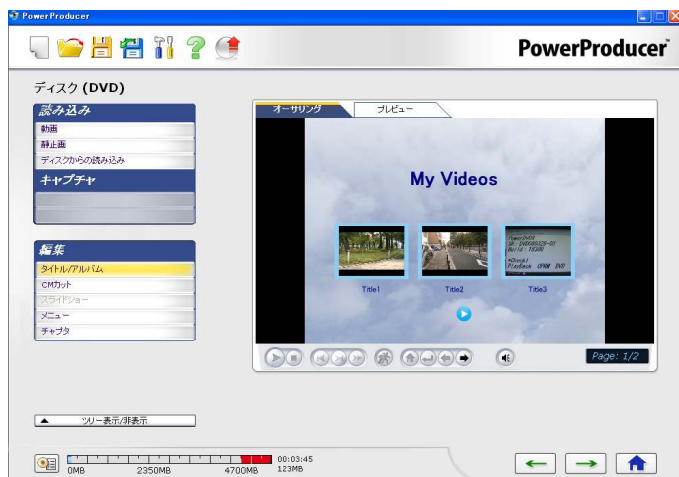 PowerProducer
PowerProducer
ディスク (DVD)
読み込み
動画
静止画
ディスクからの読み込み
キャプチャ
編集
タイトル/アルバム
CMカット
スライドショー
メニュー
チャプタ
オーサリング
プレビュー
My Videos
Title1
Title2
Title3
Page: 1/2
ツリー表示/非表示
0MB
2350MB
4700MB
00:03:45
123MB